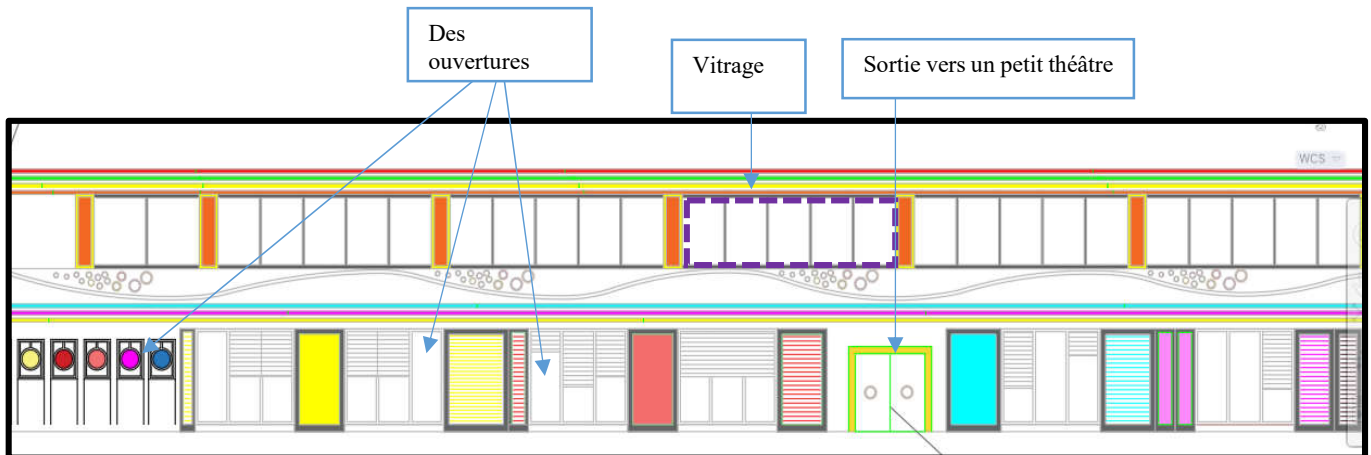 Des
ouvertures
Vitrage
Sortie vers un petit théâtre
WCS